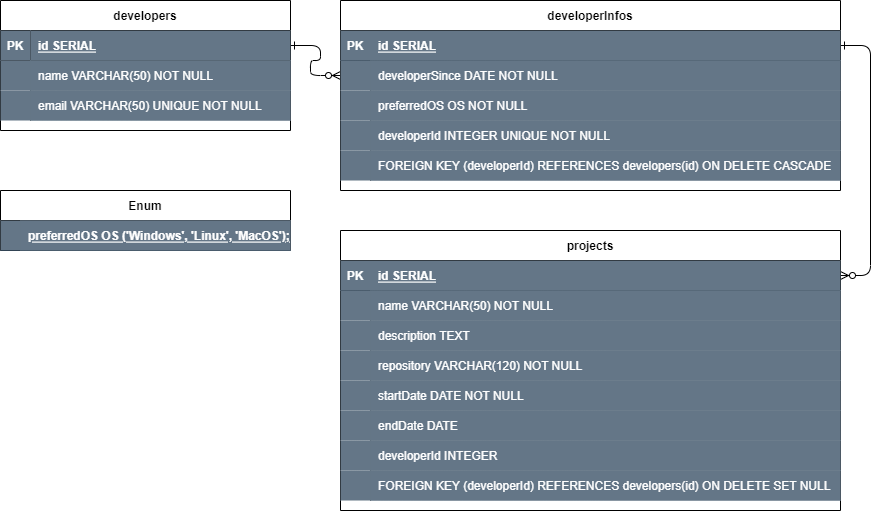 developers
PK id SERIAL
name VARCHAR(50) NOT NULL
email VARCHAR(50) UNIQUE NOT NULL
Enum
preferredOS OS ('Windows', 'Linux', 'MacOS');
developerInfos
PK id SERIAL
developerSince DATE NOT NULL
preferredOS OS NOT NULL
developerId INTEGER UNIQUE NOT NULL
FOREIGN KEY (developerId) REFERENCES developers(id) ON DELETE CASCADE
projects
PK id SERIAL
name VARCHAR(50) NOT NULL
description TEXT
repository VARCHAR(120) NOT NULL
startDate DATE NOT NULL
endDate DATE
developerId INTEGER
FOREIGN KEY (developerId) REFERENCES developers(id) ON DELETE SET NULL